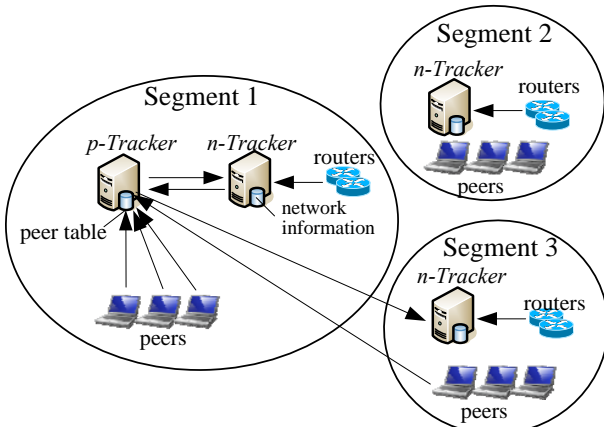 Segment 1
p-Tracker
n-Tracker
routers
network
information
peer table
peers
Segment 2
n-Tracker
routers
peers
Segment 3
n-Tracker
routers
peers